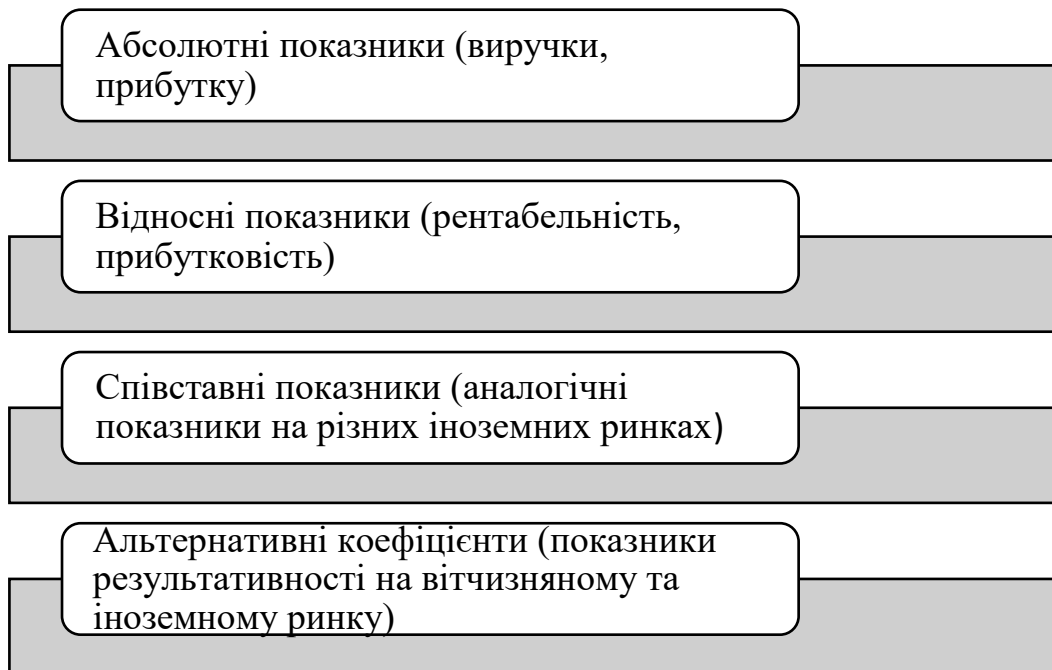 Абсолютні показники (виручки,
прибутку)
Відносні показники (рентабельність,
прибутковість)
Співставні показники (аналогічні
показники на різних іноземних ринках)
Альтернативні коефіцієнти (показники
результативності на вітчизняному та
іноземному ринку)